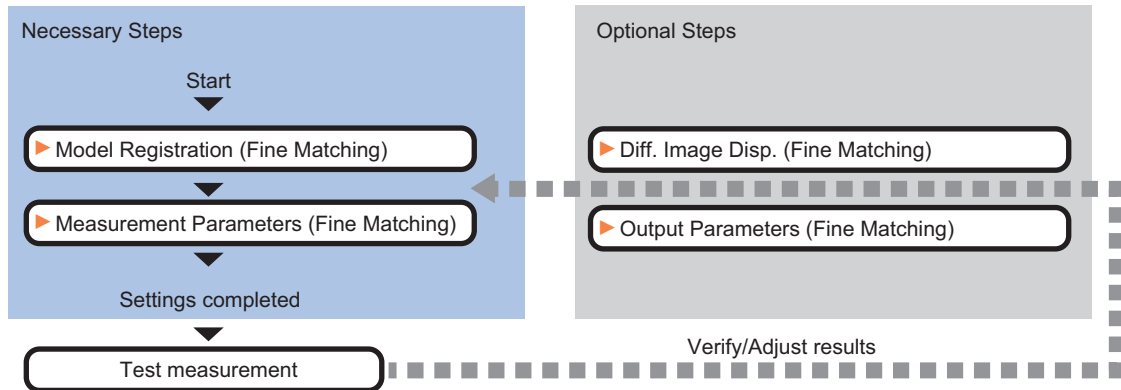 Necessary Steps
Start
Model Registration (Fine Matching)
Measurement Parameters (Fine Matching)
Settings completed
Test measurement
Optional Steps
Diff. Image Disp. (Fine Matching)
Output Parameters (Fine Matching)
Verify/Adjust results